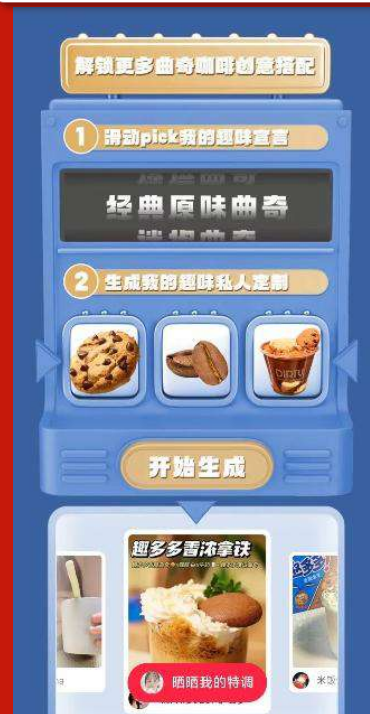 解锁更多曲奇咖啡创意搭配
1 滑动pick我的趣味宣言
经典原味曲奇
2 生成我的趣味私人定制
DIRTY
开始生成
趣多多香浓拿铁
晒晒我的特调